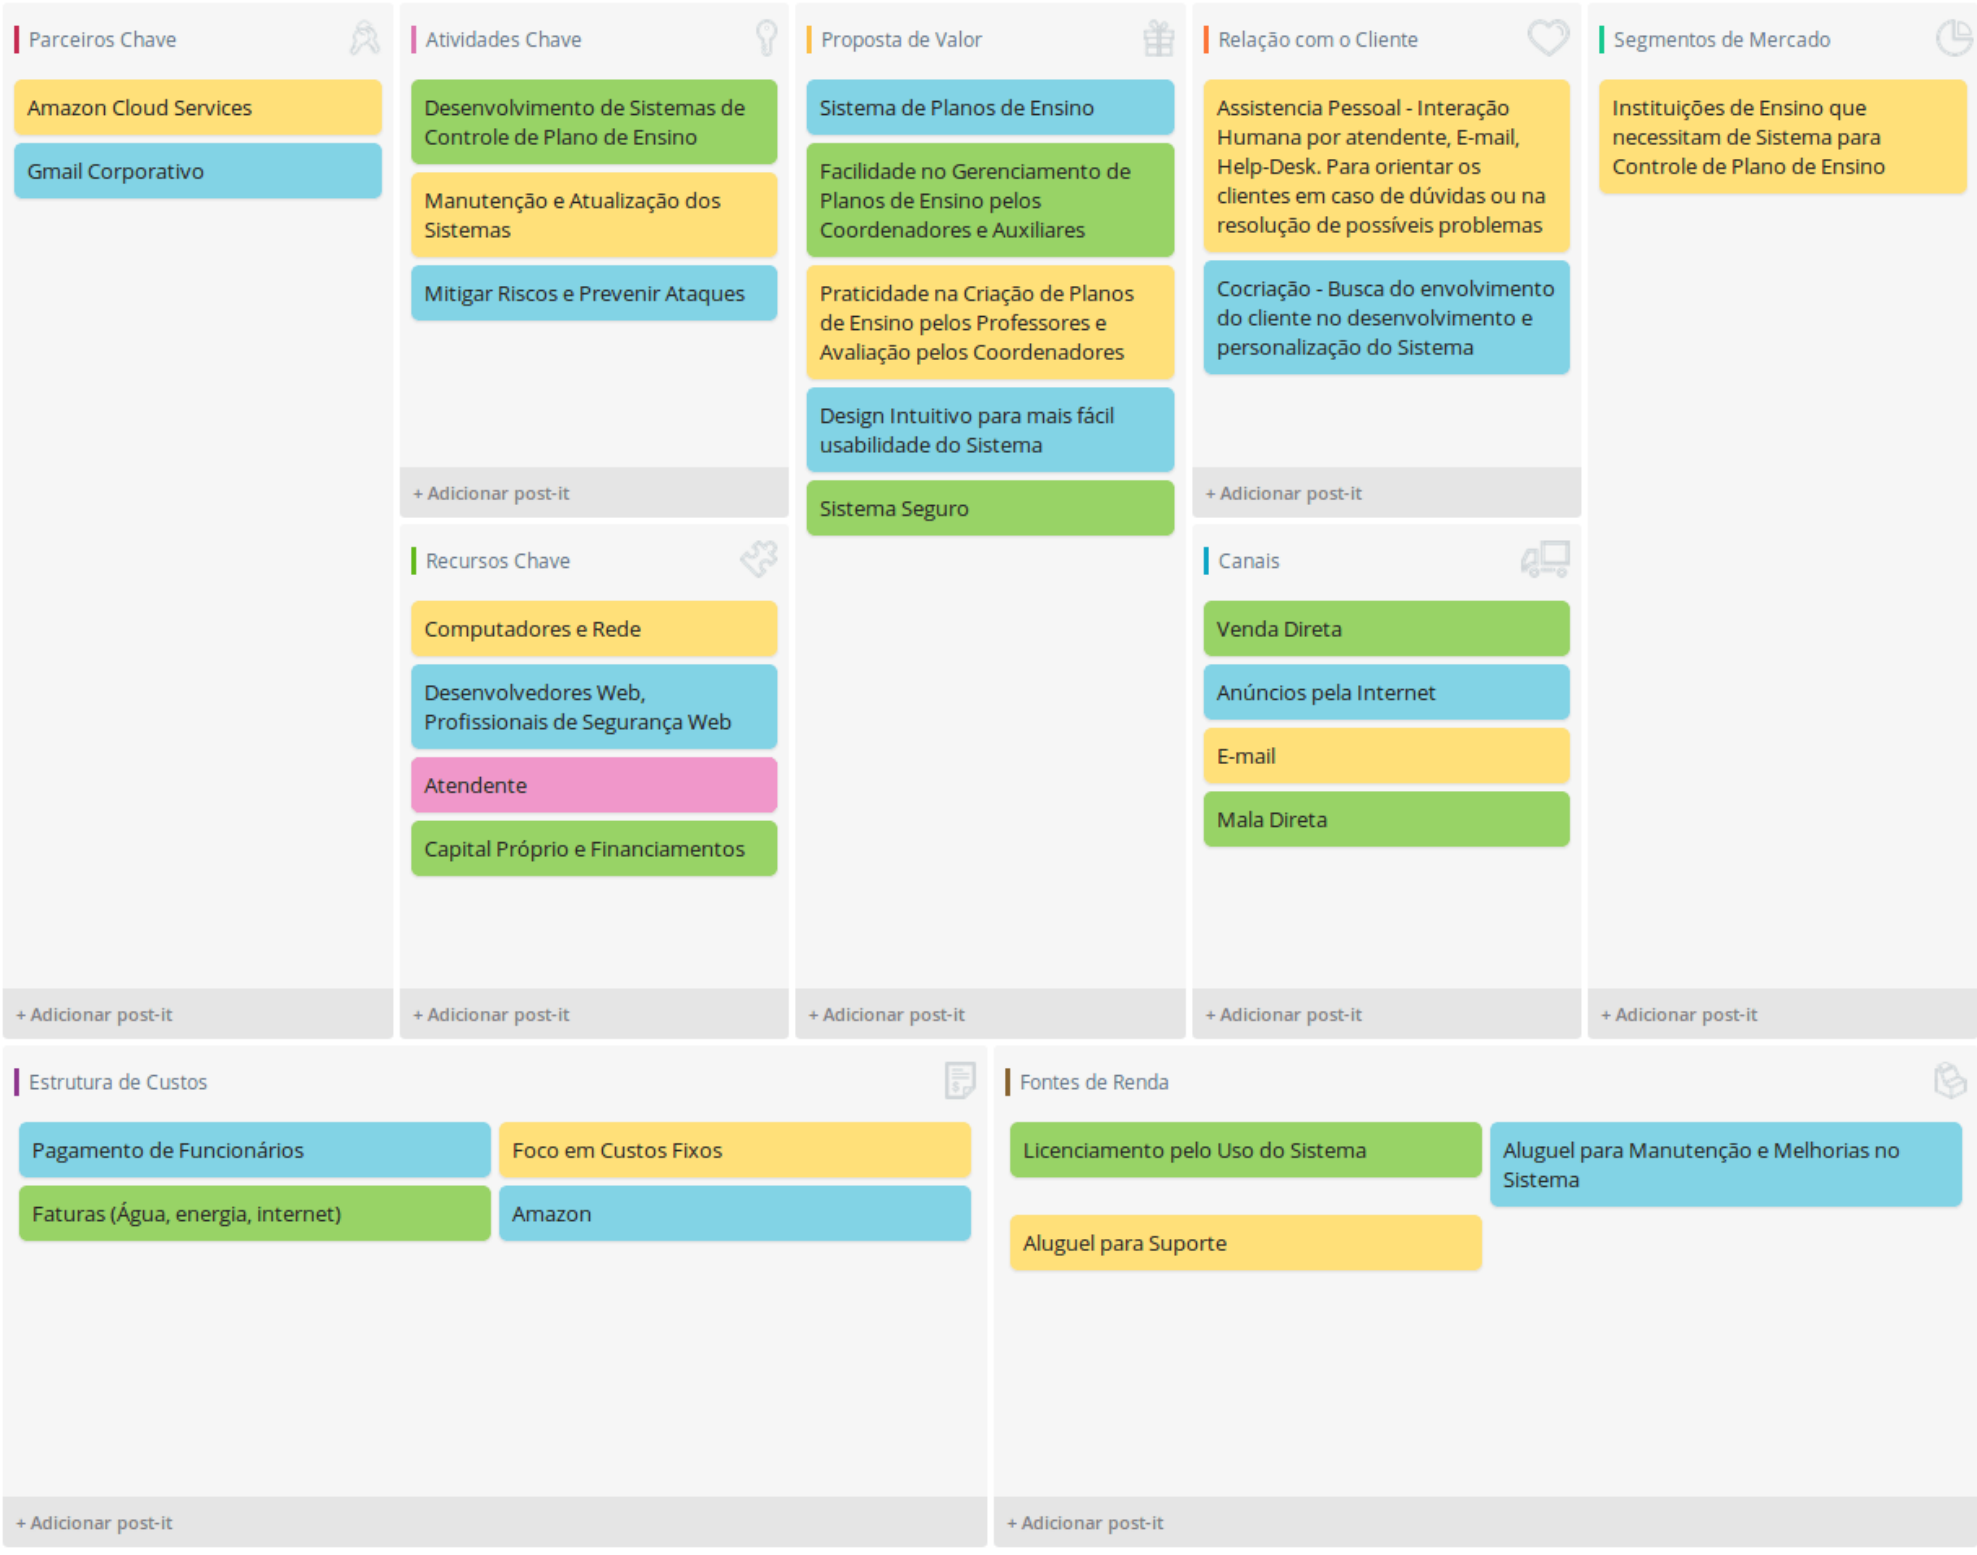 Parceiros Chave
Amazon Cloud Services
Gmail Corporativo
+ Adicionar post-it
Atividades Chave
Desenvolvimento de Sistemas de
Controle de Plano de Ensino
Manutenção e Atualização dos
Sistemas
Mitigar Riscos e Prevenir Ataques
+ Adicionar post-it
Recursos Chave
Computadores e Rede
Desenvolvedores Web,
Profissionais de Segurança Web
Atendente
Capital Próprio e Financiamentos
+ Adicionar post-it
Proposta de Valor
Sistema de Planos de Ensino
Facilidade no Gerenciamento de
Planos de Ensino pelos
Coordenadores e Auxiliares
Praticidade na Criação de Planos
de Ensino pelos Professores e
Avaliação pelos Coordenadores
Design Intuitivo para mais fácil
usabilidade do Sistema
Sistema Seguro
+ Adicionar post-it
Relação com o Cliente
Assistencia Pessoal - Interação
Humana por atendente, E-mail,
Help-Desk. Para orientar os
clientes em caso de dúvidas ou na
resolução de possíveis problemas
Cocriação - Busca do envolvimento
do cliente no desenvolvimento e
personalização do Sistema
+ Adicionar post-it
Canais
Venda Direta
Anúncios pela Internet
E-mail
Mala Direta
+ Adicionar post-it
Segmentos de Mercado
Instituições de Ensino que
necessitam de Sistema para
Controle de Plano de Ensino
+ Adicionar post-it
Estrutura de Custos
Pagamento de Funcionários
Foco em Custos Fixos
Faturas (Água, energia, internet)
Amazon
+ Adicionar post-it
Fontes de Renda
Licenciamento pelo Uso do Sistema
Aluguel para Manutenção e Melhorias no
Sistema
Aluguel para Suporte
+ Adicionar post-it